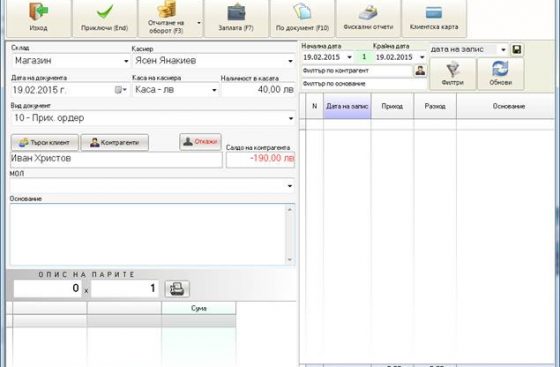 Изход
Приключи (End)
Отчитане на оборот (F3)
Заплата (F7)
По документ (F10)
Фискални отчети
Клиентска карта
Склад
Касиер
Магазин
Ясен Янакиев
Дата на документа
Каса на касиера
Наличност в касата
19.02.2015 г.
Каса - лв
40,00 лв
Вид документ
10 - Прих. ордер
Търси клиент
Контрагенти
Откажи
Салдо на контрагента
Иван Христов
-190,00 лв
МОЛ
Основание
ОПИС НА ПАРИТЕ
0 x 1
Сума
Начална дата
Крайна дата
19.02.2015
1
19.02.2015
дата на запис
Филтър по контрагент
Филтър по основание
Филтри
Обнови
N
Дата на запис
Приход
Разход
Основание